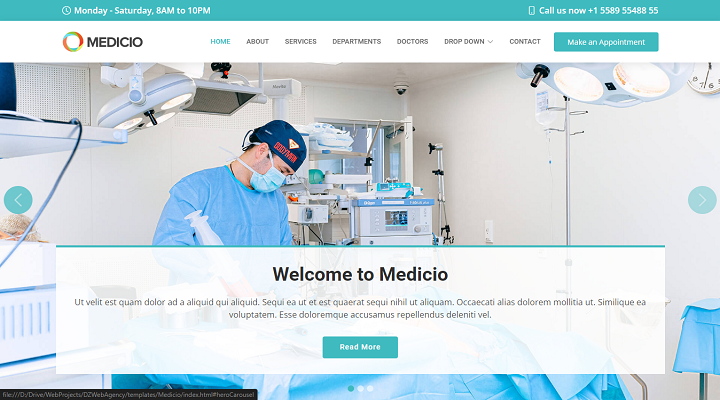 Monday - Saturday, 8AM to 10PM
Call us now +1 5589 55488 55
MEDICIO
HOME ABOUT SERVICES DEPARTMENTS DOCTORS DROP DOWN CONTACT
Make an Appointment
Welcome to Medicio
Ut velit est quam dolor ad a aliquid qui aliquid. Sequi ea ut et est quaerat sequi nihil ut aliquam. Occaecati alias dolorem mollitia ut. Similique ea
voluptatem. Esse doloremque accusamus repellendus deleniti vel.
Read More
file:///D:/Drive/WebProjects/DZWebAgency/templates/Medicio/index.html#heroCarousel